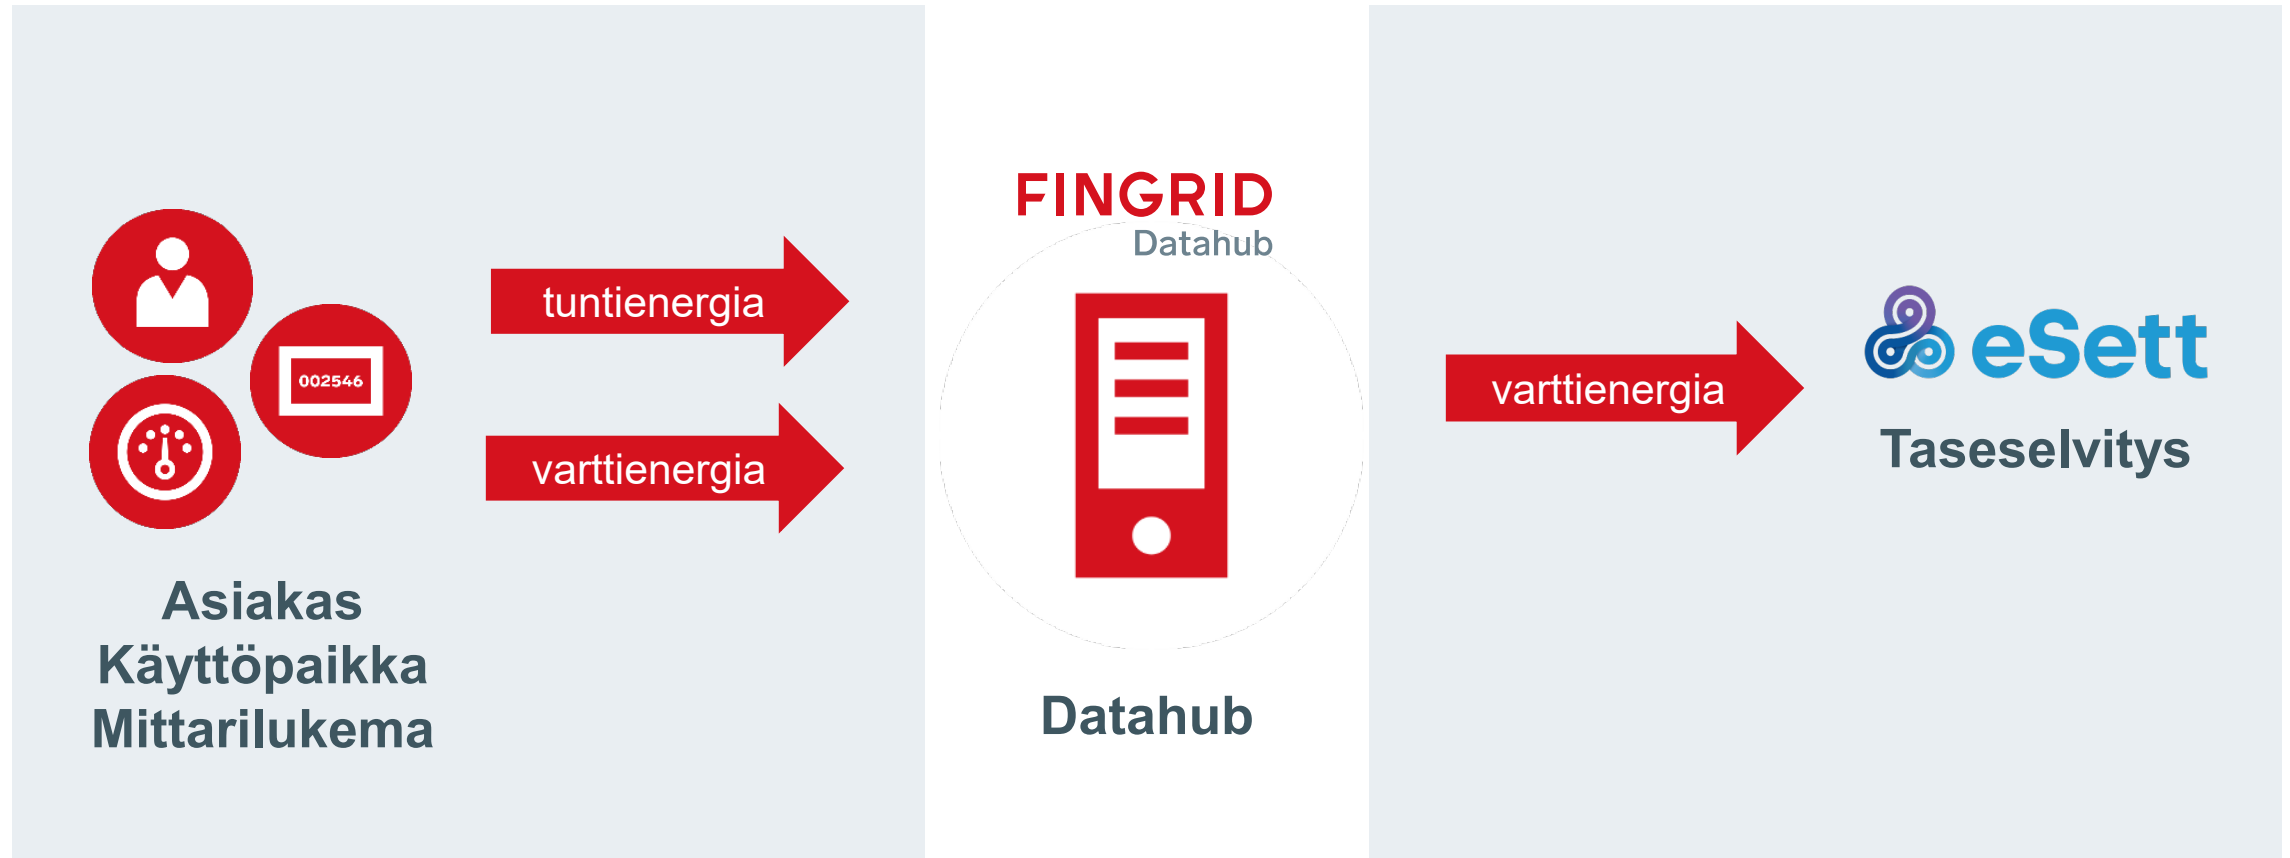 002546
Asiakas
Käyttöpaikka
Mittarilukema
tuntienergia
varttienergia
FINGRID
Datahub
Datahub
varttienergia
eSett
Taseselvitys